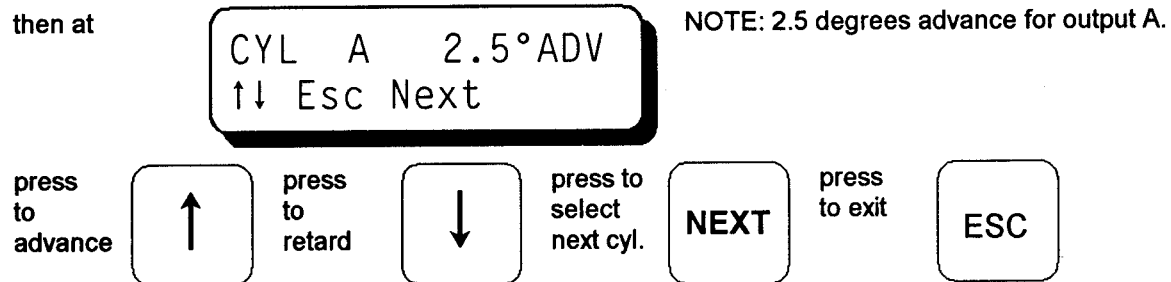 then at
CYL A 2.5°ADV
↑↓ Esc Next
NOTE: 2.5 degrees advance for output A.
press
to
advance
↑
press
to
retard
↓
press to
select
next cyl.
NEXT
press
to exit
ESC